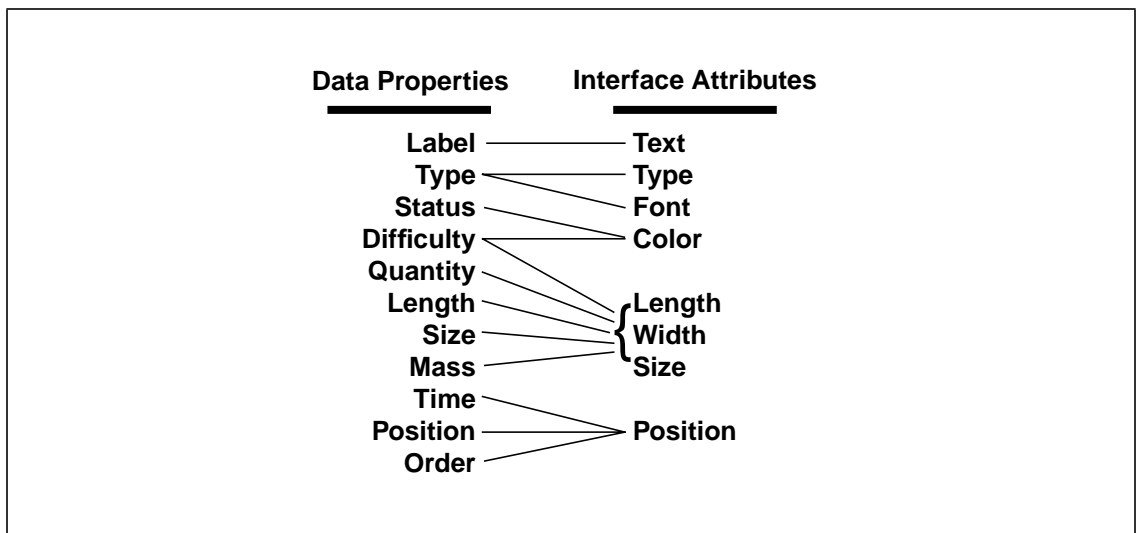 Data Properties Interface Attributes
Label Text
Type Type
Status Font
Difficulty Color
Quantity
Length Length
Size Width
Mass Size
Time
Position Position
Order